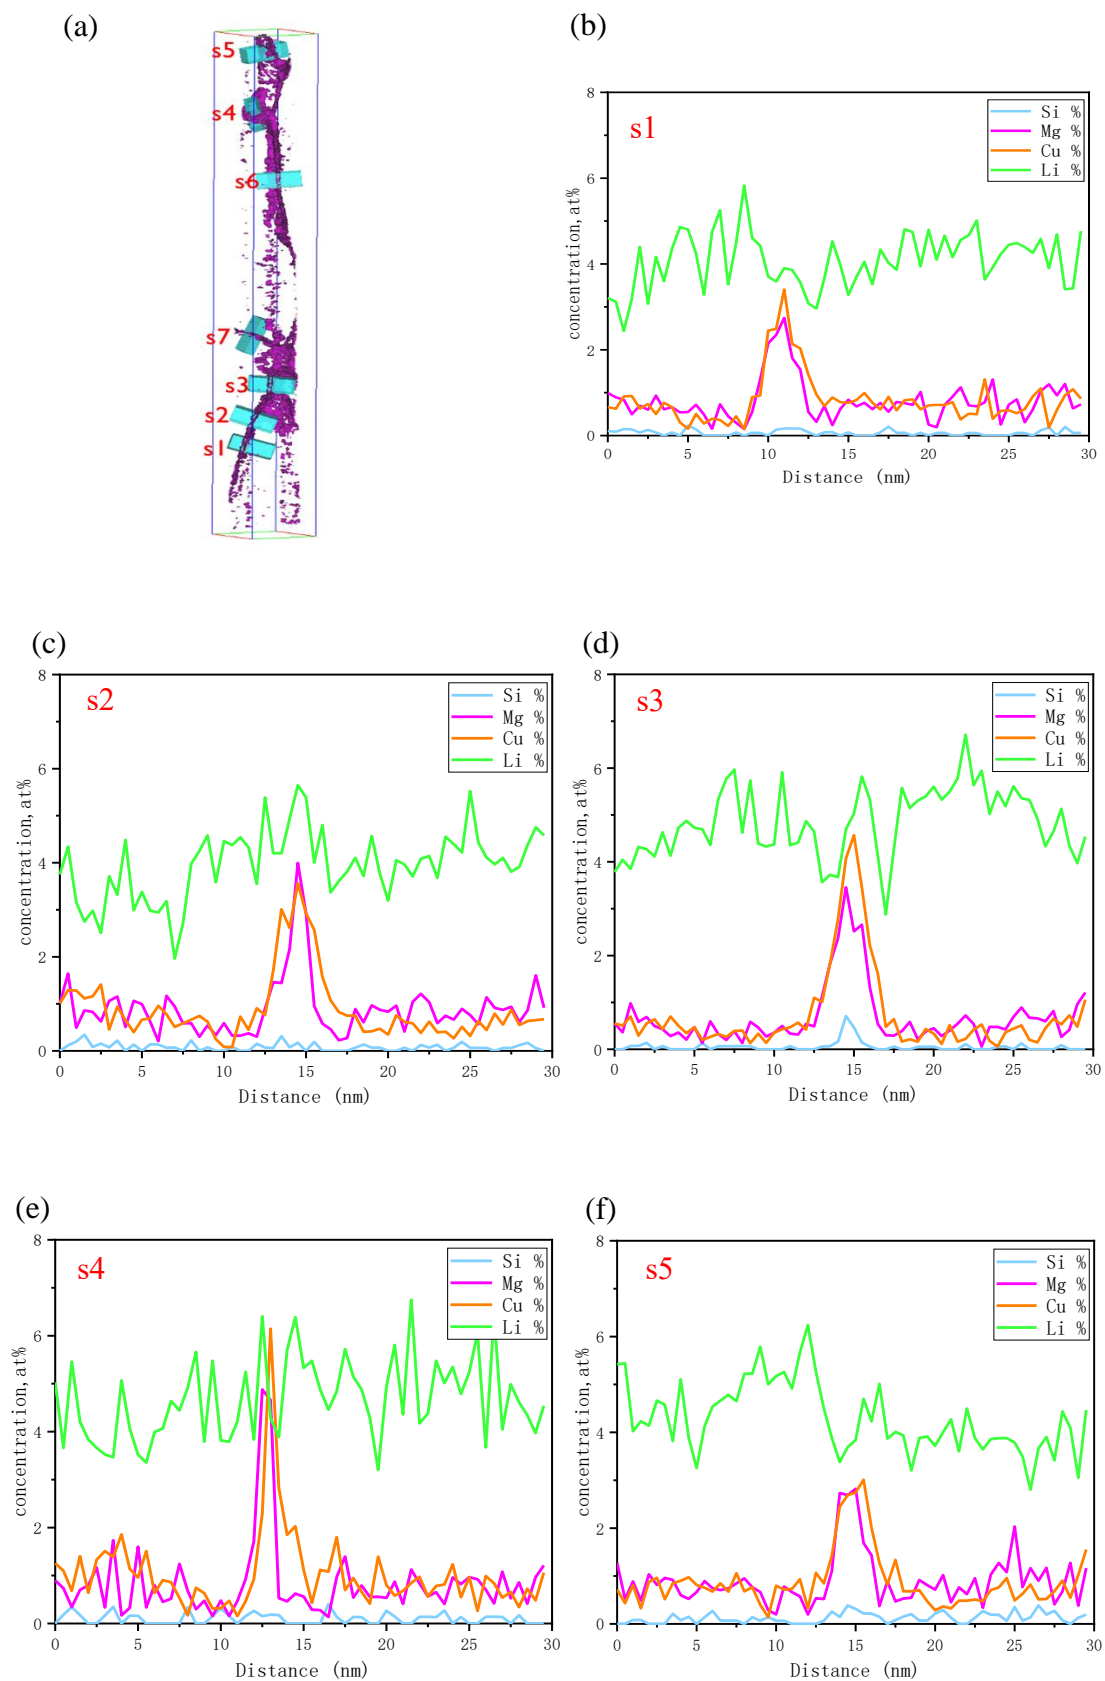 (a)
s5
s4
s6
s7
s3
s2
s1
(b)
s1
Si %
Mg %
Cu %
Li %
concentration, at%
8
6
4
2
0
0 5 10 15 20 25 30
Distance (nm)
(c)
s2
Si %
Mg %
Cu %
Li %
concentration, at%
8
6
4
2
0
0 5 10 15 20 25 30
Distance (nm)
(d)
s3
Si %
Mg %
Cu %
Li %
concentration, at%
8
6
4
2
0
0 5 10 15 20 25 30
Distance (nm)
(e)
s4
Si %
Mg %
Cu %
Li %
concentration, at%
8
6
4
2
0
0 5 10 15 20 25 30
Distance (nm)
(f)
s5
Si %
Mg %
Cu %
Li %
concentration, at%
8
6
4
2
0
0 5 10 15 20 25 30
Distance (nm)